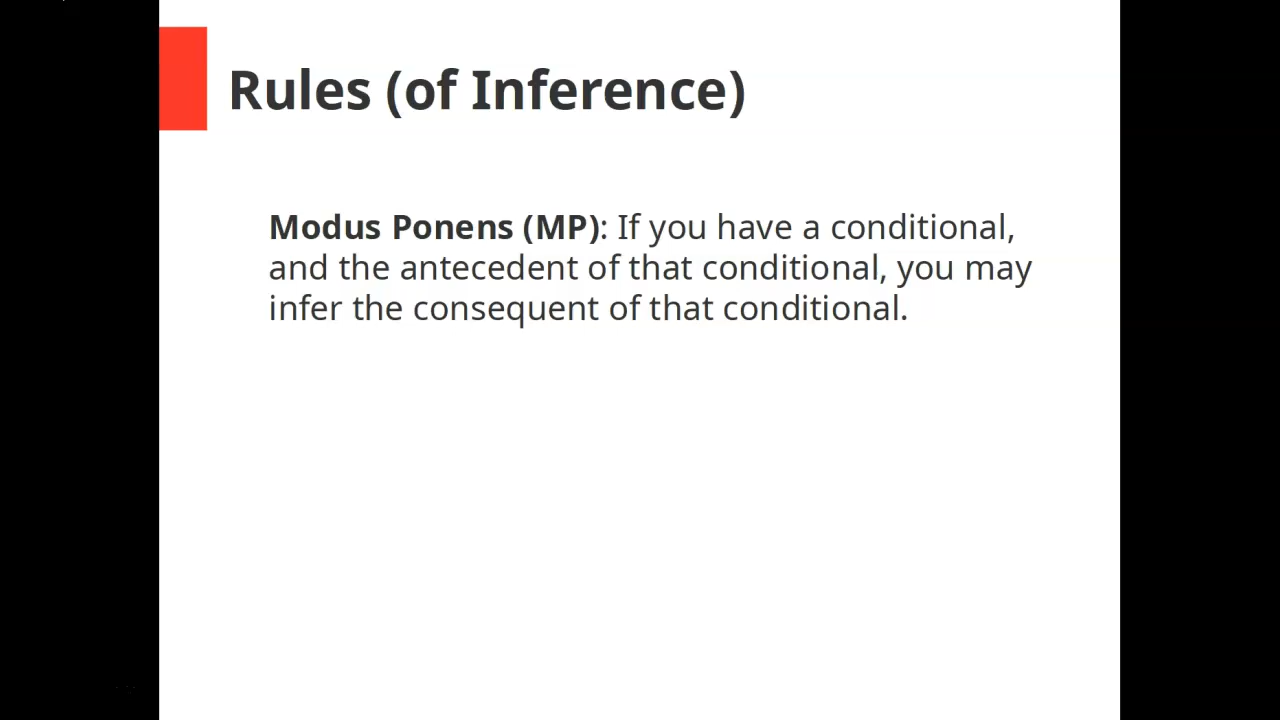 Rules (of Inference)
Modus Ponens (MP): If you have a conditional,
and the antecedent of that conditional, you may
infer the consequent of that conditional.